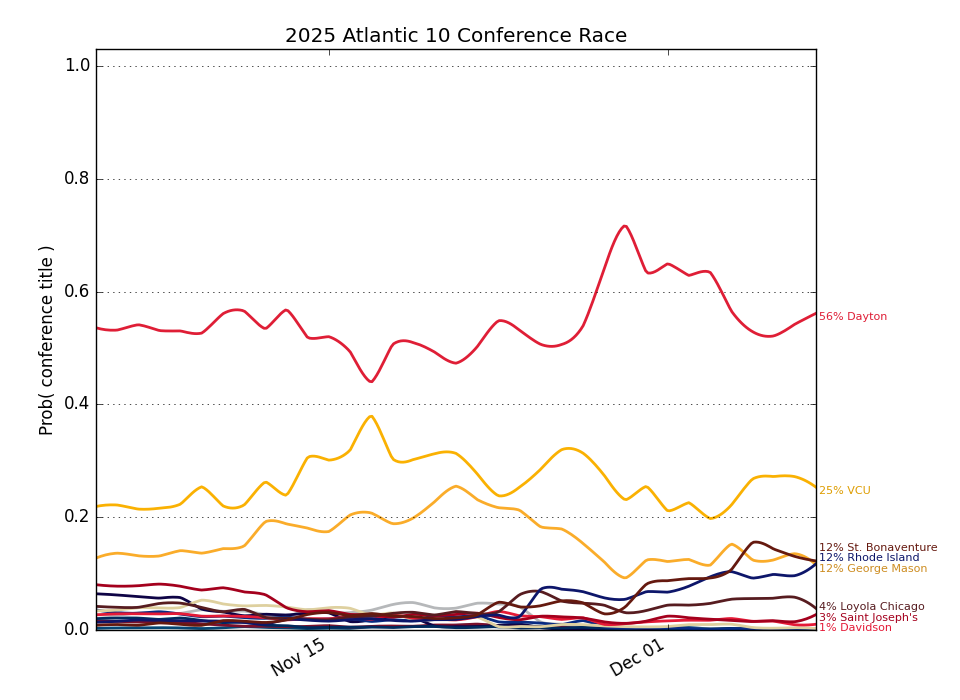 2025 Atlantic 10 Conference Race
Prob( conference title )
1.0
0.8
0.6
0.4
0.2
0.0
Nov 15
Dec 01
56% Dayton
25% VCU
12% St. Bonaventure
12% Rhode Island
12% George Mason
4% Loyola Chicago
3% Saint Joseph's
1% Davidson